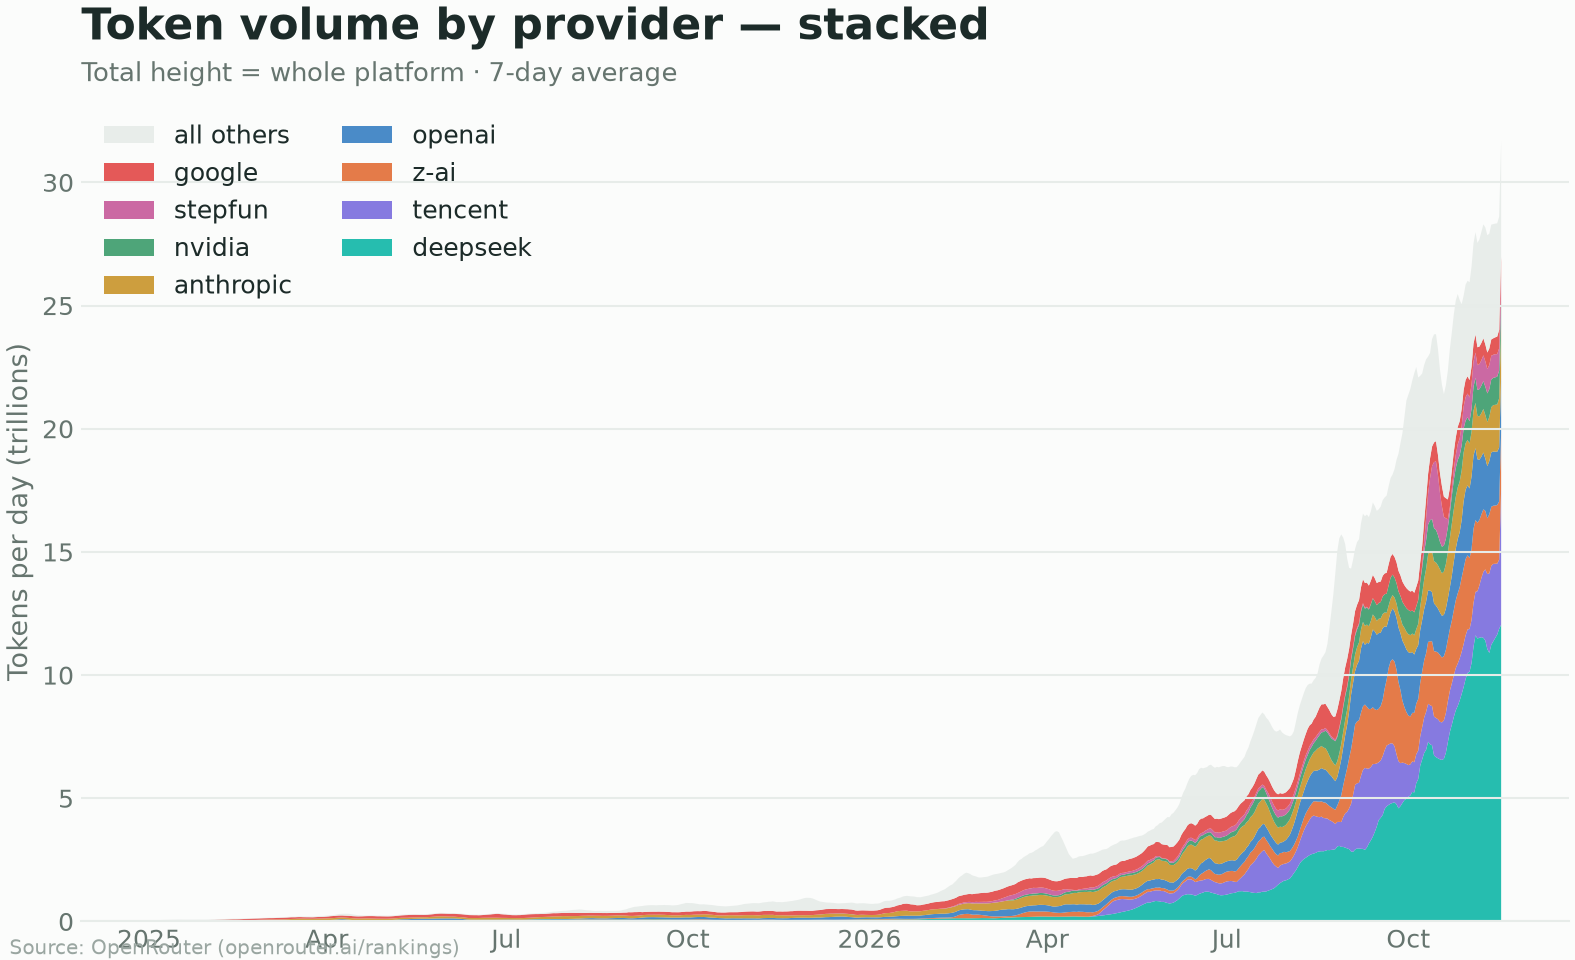 Token volume by provider — stacked
Total height = whole platform · 7-day average
all others
google
stepfun
nvidia
anthropic
openai
z-ai
tencent
deepseek
Tokens per day (trillions)
30
25
20
15
10
5
0
2025 Apr Jul Oct 2026 Apr Jul Oct
Source: OpenRouter (openrouter.ai/rankings)